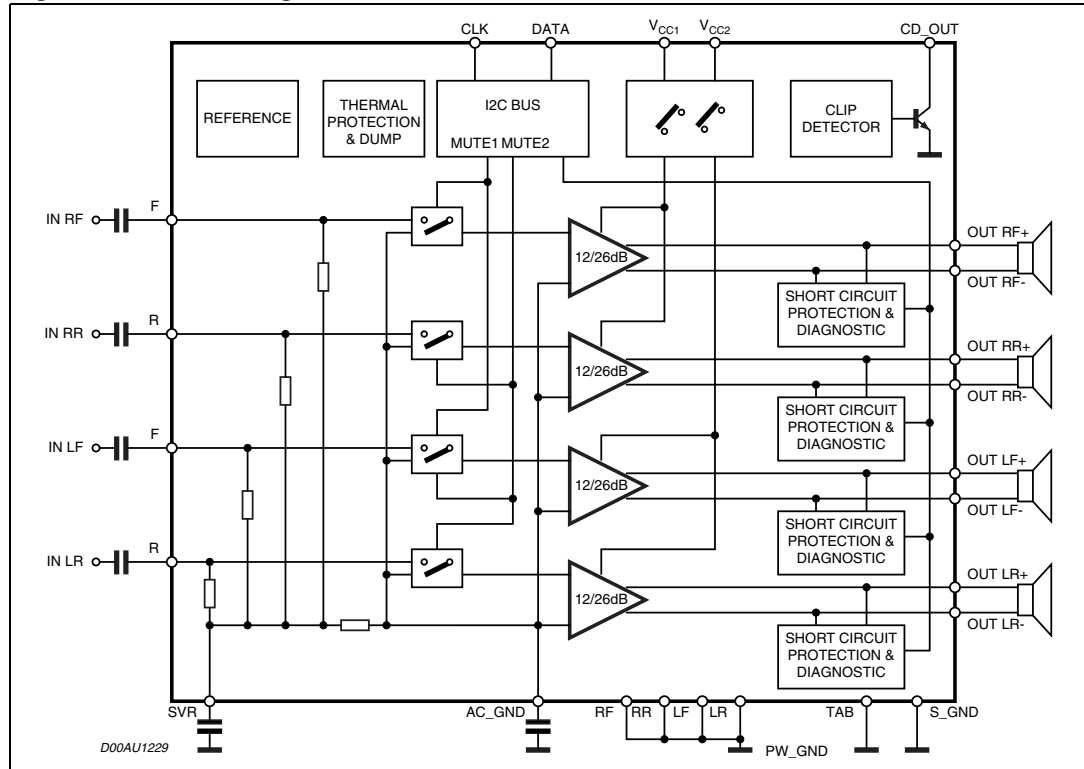 CLK DATA VCC1 VCC2 CD_OUT
REFERENCE
THERMAL
PROTECTION
& DUMP
I2C BUS
MUTE1 MUTE2
CLIP
DETECTOR
IN RF F
12/26dB
OUT RF+
OUT RF-
SHORT CIRCUIT
PROTECTION &
DIAGNOSTIC
IN RR R
12/26dB
OUT RR+
OUT RR-
SHORT CIRCUIT
PROTECTION &
DIAGNOSTIC
IN LF F
12/26dB
OUT LF+
OUT LF-
SHORT CIRCUIT
PROTECTION &
DIAGNOSTIC
IN LR R
12/26dB
OUT LR+
OUT LR-
SHORT CIRCUIT
PROTECTION &
DIAGNOSTIC
SVR AC_GND RF RR LF LR TAB S_GND
PW_GND
D00AU1229